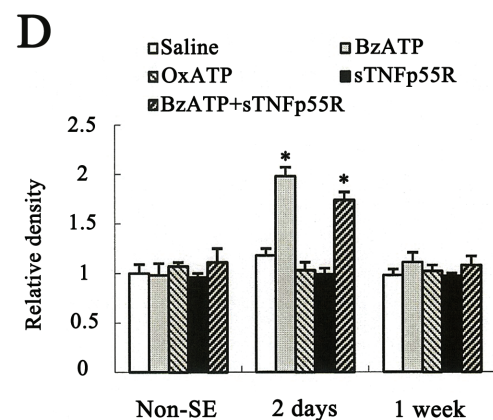 D
Saline BzATP
OxATP sTNFp55R
BzATP+sTNFp55R
Relative density
2.5
2
1.5
1
0.5
0
* *
Non-SE 2 days 1 week